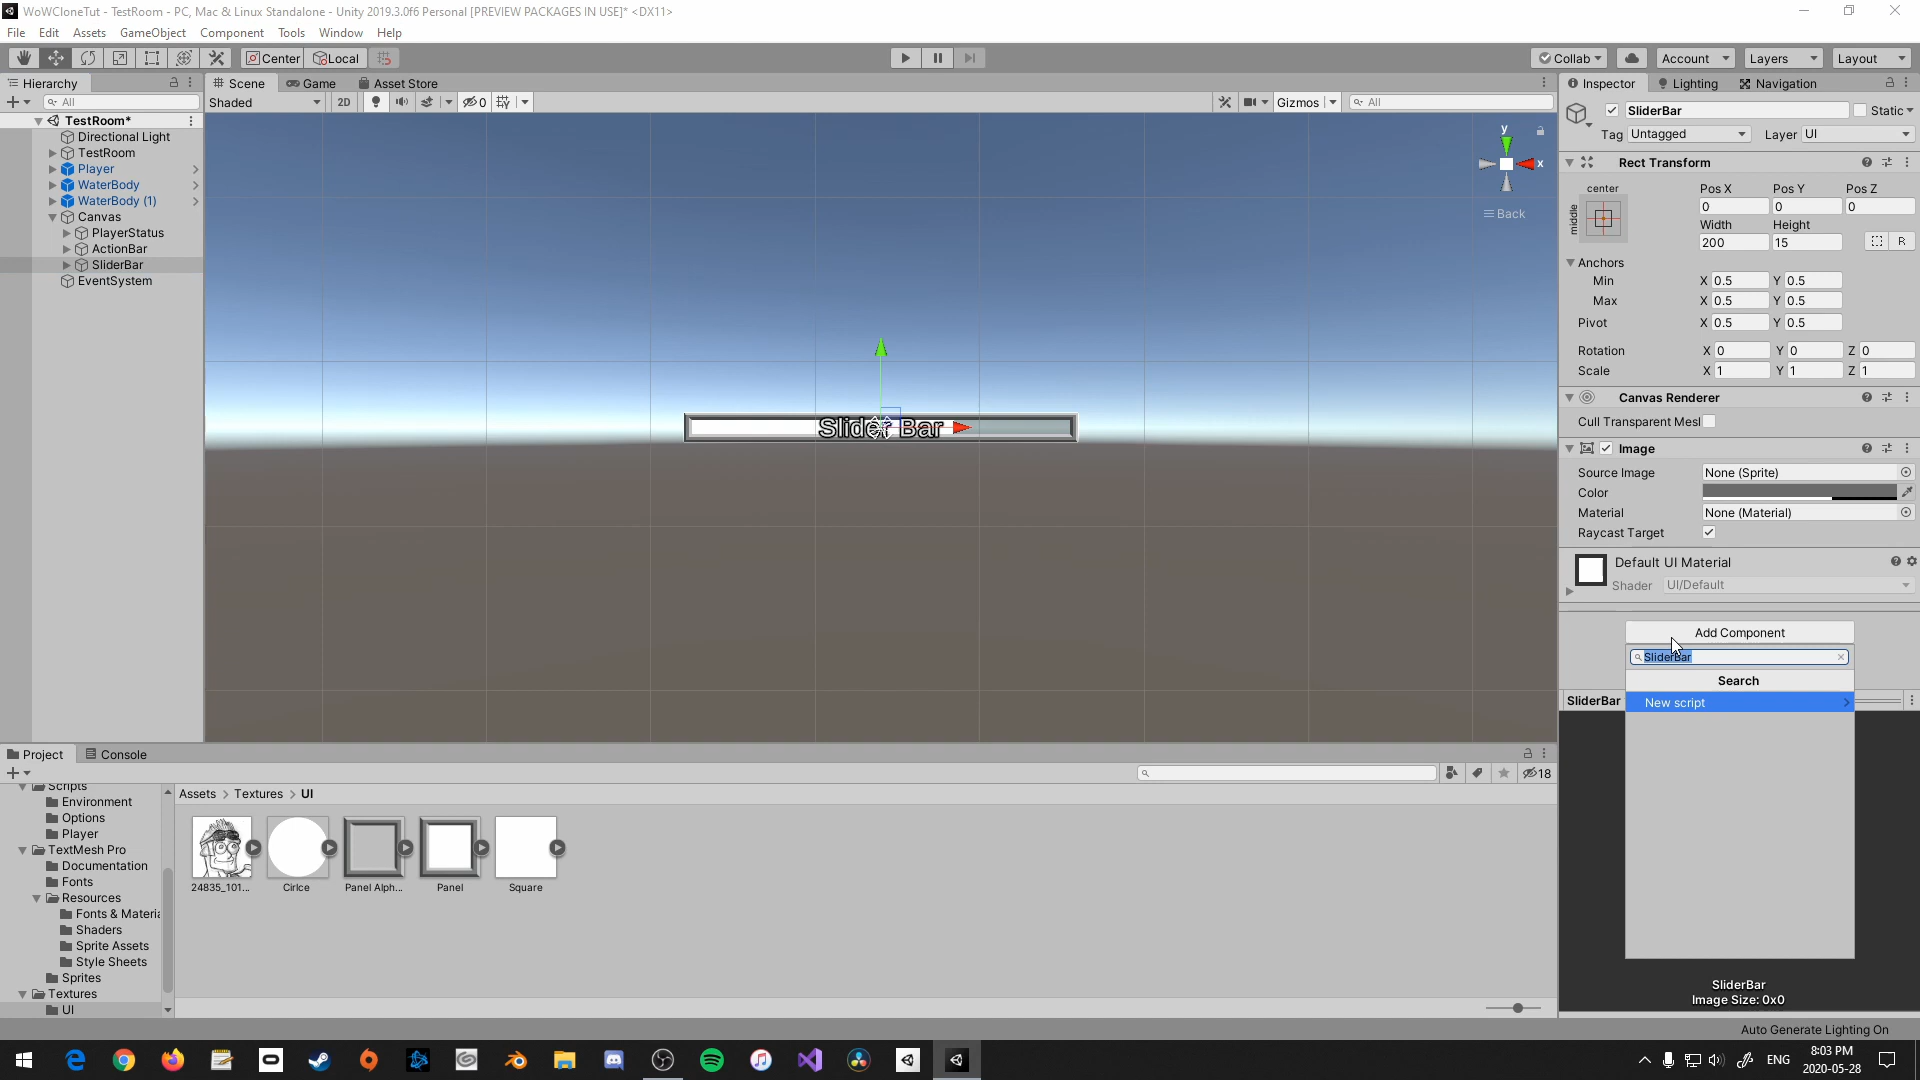 WoWCloneTut - TestRoom - PC, Mac & Linux Standalone - Unity 2019.3.0f6 Personal [PREVIEW PACKAGES IN USE]* <DX11>
File Edit Assets GameObject Component Tools Window Help
Center Local Collab Account Layers Layout
Hierarchy
All
TestRoom*
Directional Light
TestRoom
Player
WaterBody
WaterBody (1)
Canvas
PlayerStatus
ActionBar
SliderBar
EventSystem
Scene Game Asset Store
Shaded 2D 0 Gizmos All
y
x
Back
Slider Bar
Inspector Lighting Navigation
SliderBar Static
Tag Untagged Layer UI
Rect Transform
center
middle
Pos X Pos Y Pos Z
0 0 0
Width Height
200 15 R
Anchors
Min X 0.5 Y 0.5
Max X 0.5 Y 0.5
Pivot X 0.5 Y 0.5
Rotation X 0 Y 0 Z 0
Scale X 1 Y 1 Z 1
Canvas Renderer
Cull Transparent Mesl
Image
Source Image None (Sprite)
Color
Material None (Material)
Raycast Target
Default UI Material
Shader UI/Default
Add Component
SliderBar
Search
New script
SliderBar
SliderBar
Image Size: 0x0
Project Console
18
Scripts
Environment
Options
Player
TextMesh Pro
Documentation
Fonts
Resources
Fonts & Materia
Shaders
Sprite Assets
Style Sheets
Sprites
Textures
UI
Assets > Textures > UI
24835_101... Cirlce Panel Alph... Panel Square
Auto Generate Lighting On
ENG
8:03 PM
2020-05-28